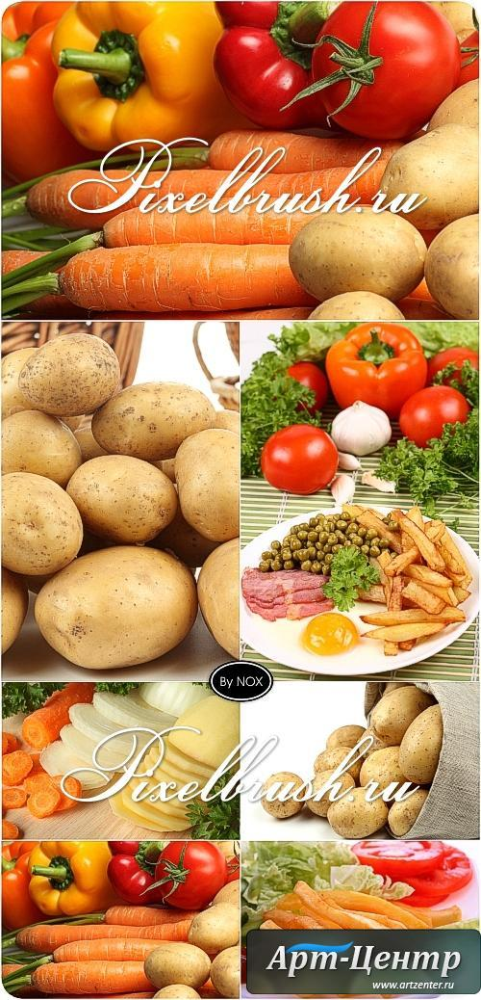 Pixelbrush.ru
By NOX
Pixelbrush.ru
Арт-Центр
www.artzenter.ru